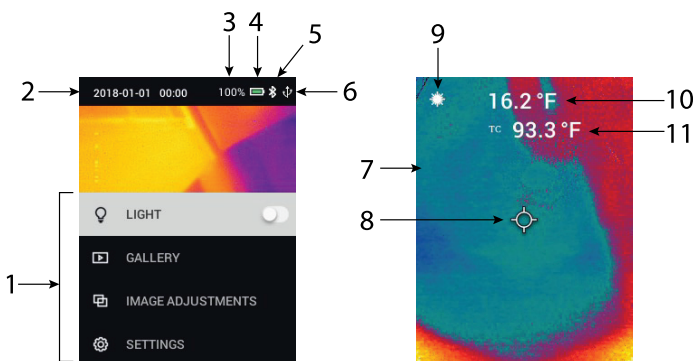 3 4 5
2 2018-01-01 00:00 100% 6
1
LIGHT
GALLERY
IMAGE ADJUSTMENTS
SETTINGS
9
16.2 °F 10
TC 93.3 °F 11
7
8